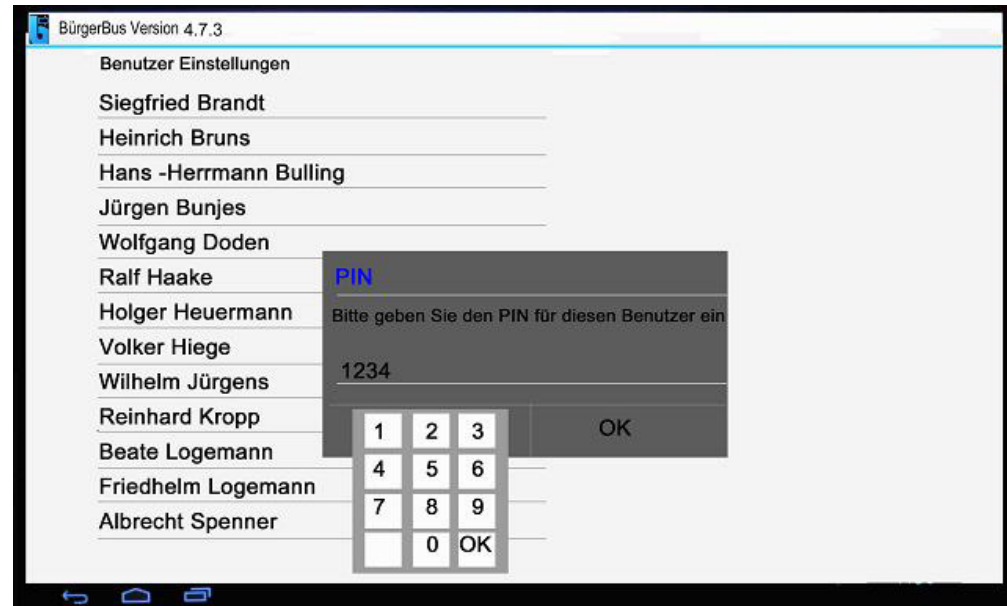 BürgerBus Version 4.7.3
Benutzer Einstellungen
Siegfried Brandt
Heinrich Bruns
Hans -Herrmann Bulling
Jürgen Bunjes
Wolfgang Doden
Ralf Haake
Holger Heuermann
Volker Hiege
Wilhelm Jürgens
Reinhard Kropp
Beate Logemann
Friedhelm Logemann
Albrecht Spenner
PIN
Bitte geben Sie den PIN für diesen Benutzer ein
1234
OK
1 2 3
4 5 6
7 8 9
0 OK